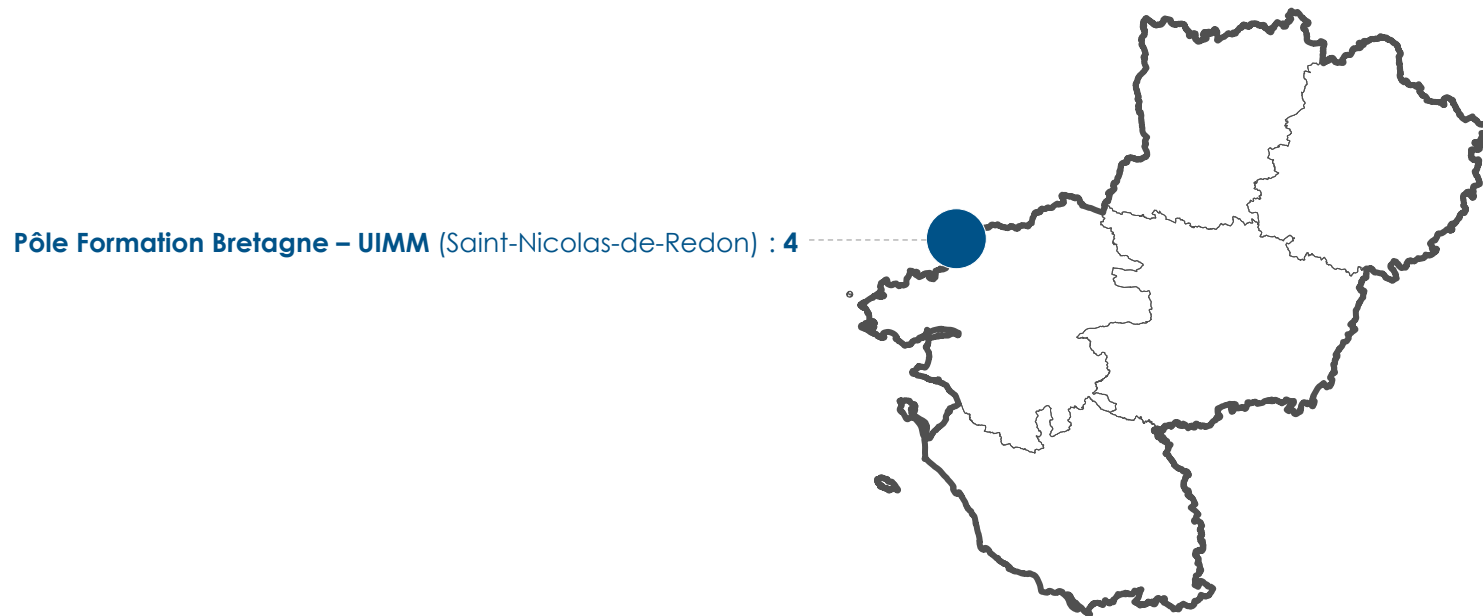 Pôle Formation Bretagne – UIMM (Saint-Nicolas-de-Redon) : 4